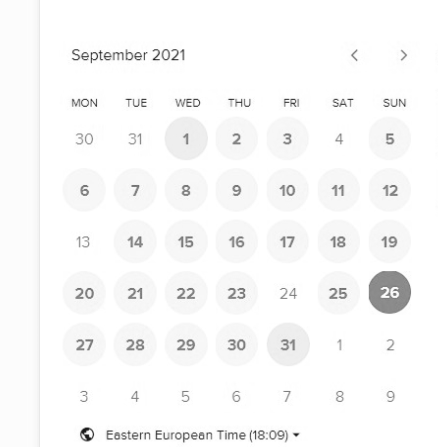 September 2021
MON TUE WED THU FRI SAT SUN
30 31 1 2 3 4 5
6 7 8 9 10 11 12
13 14 15 16 17 18 19
20 21 22 23 24 25 26
27 28 29 30 31 1 2
3 4 5 6 7 8 9
Eastern European Time (18:09)